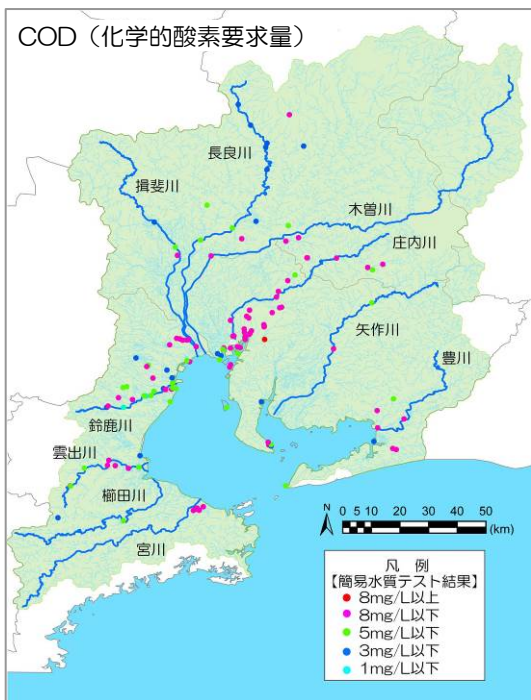 COD（化学的酸素要求量）
長良川
揖斐川
木曽川
庄内川
矢作川
豊川
鈴鹿川
雲出川
櫛田川
宮川
N
0 5 10 20 30 40 50
(km)
凡 例
【簡易水質テスト結果】
8mg/L以上
8mg/L以下
5mg/L以下
3mg/L以下
1mg/L以下